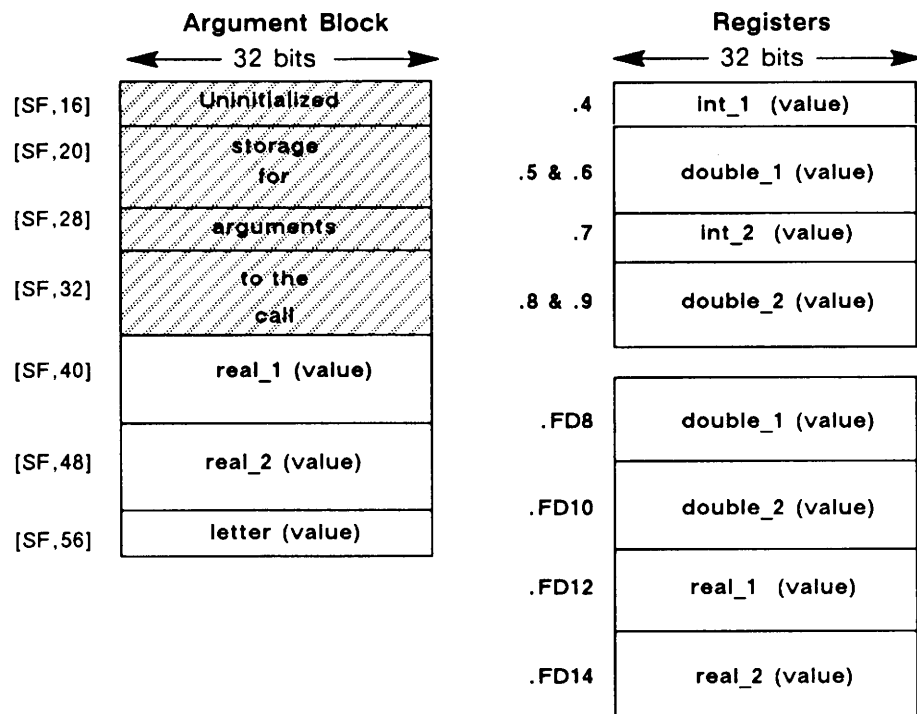 Argument Block
32 bits
[SF,16]
Uninitialized
[SF,20]
storage
for
[SF,28]
arguments
[SF,32]
to the
call
[SF,40]
real_1 (value)
[SF,48]
real_2 (value)
[SF,56]
letter (value)
Registers
32 bits
.4
int_1 (value)
.5 & .6
double_1 (value)
.7
int_2 (value)
.8 & .9
double_2 (value)
.FD8
double_1 (value)
.FD10
double_2 (value)
.FD12
real_1 (value)
.FD14
real_2 (value)